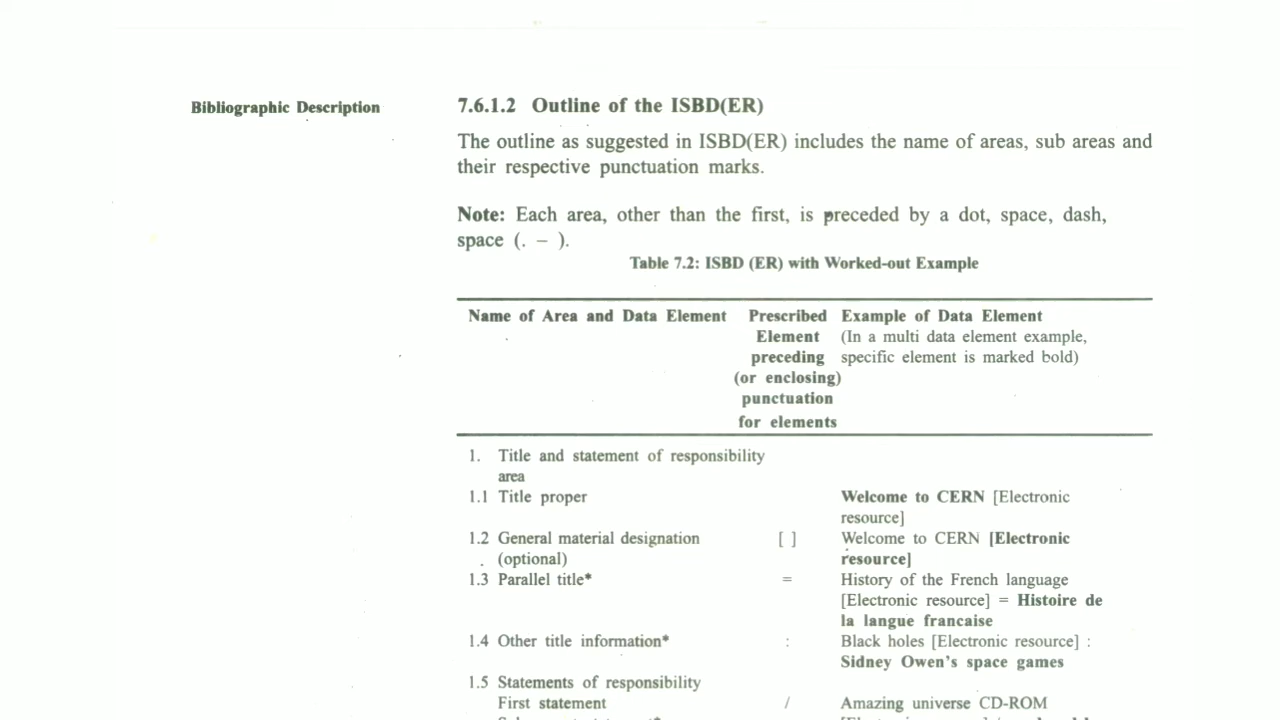 Bibliographic Description
7.6.1.2 Outline of the ISBD(ER)
The outline as suggested in ISBD(ER) includes the name of areas, sub areas and
their respective punctuation marks.
Note: Each area, other than the first, is preceded by a dot, space, dash,
space (. – ).
Table 7.2: ISBD (ER) with Worked-out Example
Name of Area and Data Element Prescribed Example of Data Element
Element (In a multi data element example,
preceding specific element is marked bold)
(or enclosing)
punctuation
for elements
1. Title and statement of responsibility
area
1.1 Title proper Welcome to CERN [Electronic
resource]
1.2 General material designation [ ] Welcome to CERN [Electronic
(optional) resource]
1.3 Parallel title* = History of the French language
[Electronic resource] = Histoire de
la langue francaise
1.4 Other title information* : Black holes [Electronic resource] :
Sidney Owen's space games
1.5 Statements of responsibility
First statement / Amazing universe CD-ROM